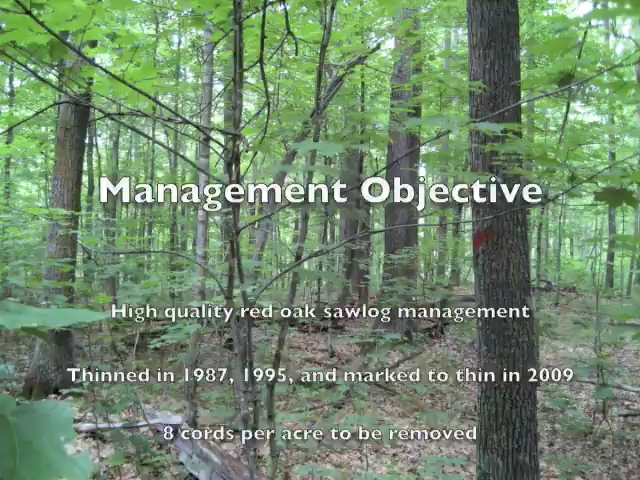 Management Objective
High quality red oak sawlog management
Thinned in 1987, 1995, and marked to thin in 2009
8 cords per acre to be removed